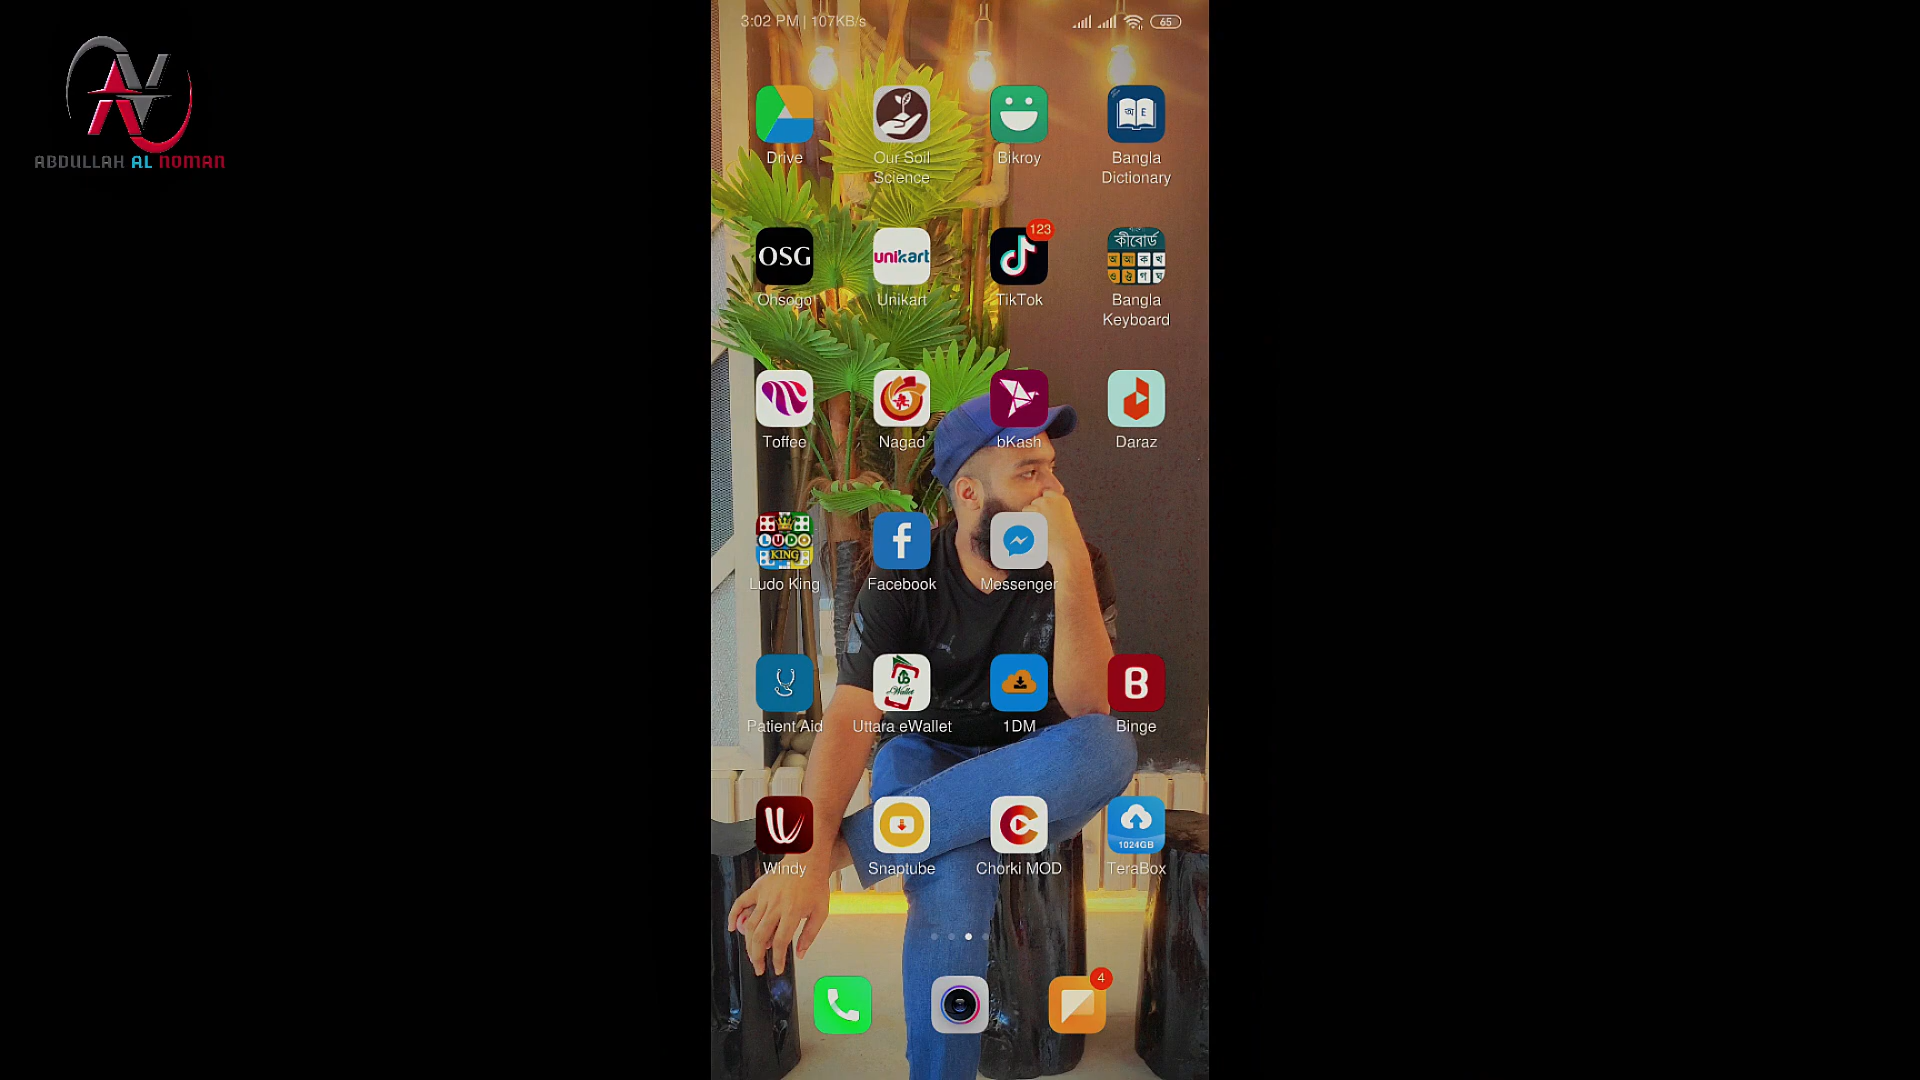 3:02 PM | 107KB/s
65
ABDULLAH AL NOMAN
Drive
Our Soil
Science
Bikroy
অ E
Bangla
Dictionary
OSG
Ohsogo
unikart
Unikart
123
TikTok
কীবোর্ড
অ আ ক খ
ও ঐ গ ঘ
Bangla
Keyboard
Toffee
Nagad
bKash
Daraz
LUDO
KING
Ludo King
f
Facebook
Messenger
Patient Aid
Uttara eWallet
1DM
B
Binge
Windy
Snaptube
Chorki MOD
1024GB
TeraBox
4